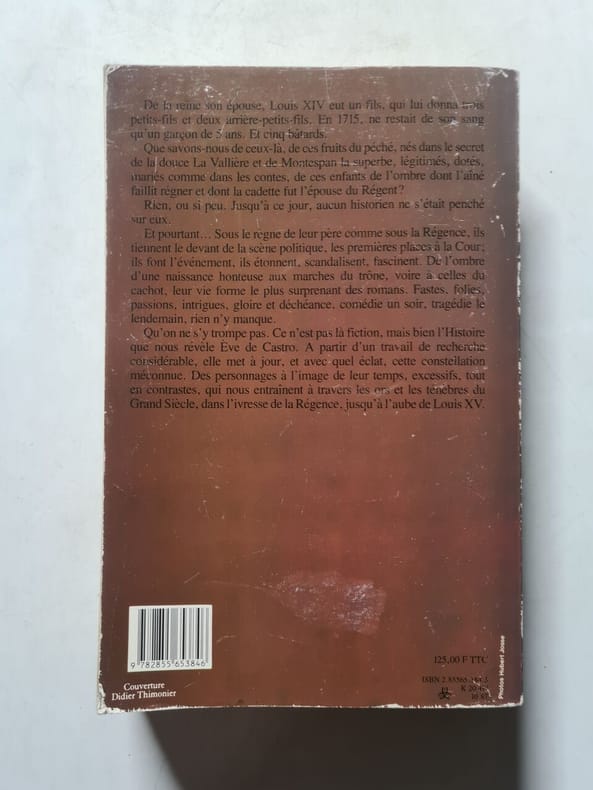 De la reine son épouse, Louis XIV eut un fils, qui lui donna trois
petits-fils et deux arrière-petits-fils. En 1715, ne restait de son sang
qu'un garçon de 5 ans. Et cinq bâtards.
Que savons-nous de ceux-là, de ces fruits du péché, nés dans le secret
de la douce La Vallière et de Montespan la superbe, légitimés, dotés,
mariés comme dans les contes, de ces enfants de l'ombre dont l'aîné
faillit régner et dont la cadette fut l'épouse du Régent ?
Rien, ou si peu. Jusqu'à ce jour, aucun historien ne s'était penché
sur eux.
Et pourtant... Sous le règne de leur père comme sous la Régence, ils
tiennent le devant de la scène politique, les premières places à la Cour ;
ils font l'événement, ils étonnent, scandalisent, fascinent. De l'ombre
d'une naissance honteuse aux marches du trône, voire à celles du
cachot, leur vie forme le plus surprenant des romans. Fastes, folies,
passions, intrigues, gloire et déchéance, comédie un soir, tragédie le
lendemain, rien n'y manque.
Qu'on ne s'y trompe pas. Ce n'est pas là fiction, mais bien l'Histoire
que nous révèle Ève de Castro. A partir d'un travail de recherche
considérable, elle met à jour, et avec quel éclat, cette constellation
méconnue. Des personnages à l'image de leur temps, excessifs, tout
en contrastes, qui nous entraînent à travers les ors et les ténèbres du
Grand Siècle, dans l'ivresse de la Régence, jusqu'à l'aube de Louis XV.
9 782855 653846
Couverture
Didier Thimonier
125,00 F TTC
ISBN 2.85565
Photos Hubert Josse